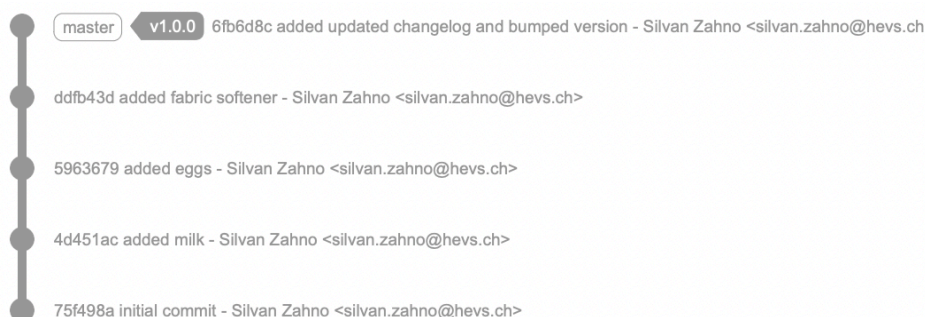 master v1.0.0 6fb6d8c added updated changelog and bumped version - Silvan Zahno <silvan.zahno@hevs.ch
ddfb43d added fabric softener - Silvan Zahno <silvan.zahno@hevs.ch>
5963679 added eggs - Silvan Zahno <silvan.zahno@hevs.ch>
4d451ac added milk - Silvan Zahno <silvan.zahno@hevs.ch>
75f498a initial commit - Silvan Zahno <silvan.zahno@hevs.ch>